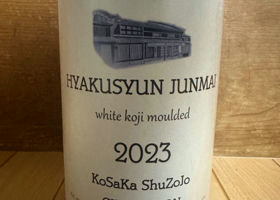 HYAKUSYUN JUNMAI
white koji moulded
2023
KoSaKa ShuZoJo